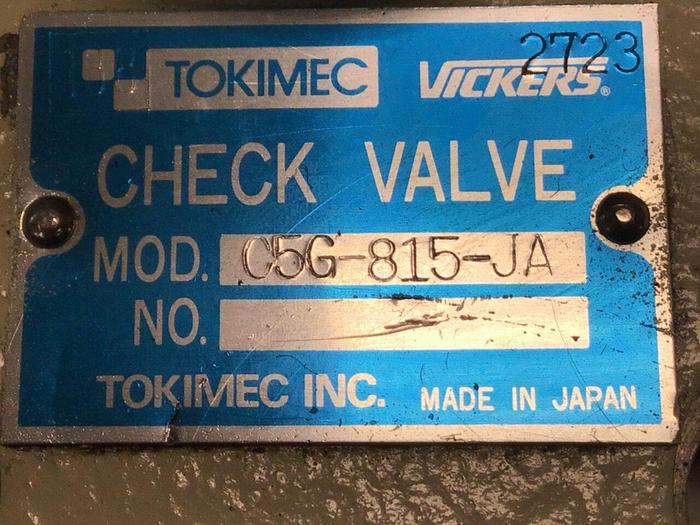 2723
TOKIMEC VICKERS®
CHECK VALVE
MOD. C5G-815-JA
NO.
TOKIMEC INC. MADE IN JAPAN